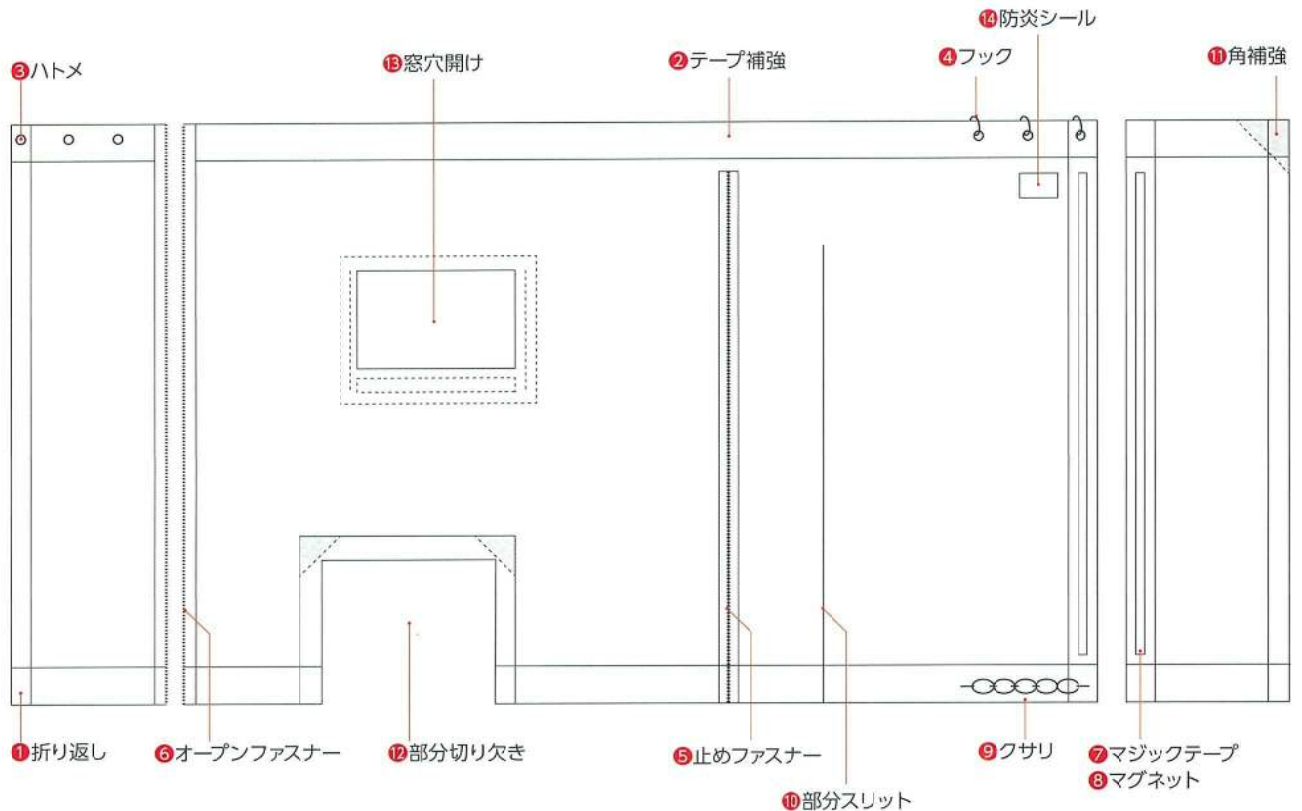 ⓮防炎シール
❸ハトメ
⓭窓穴開け
❷テープ補強
❹フック
⓫角補強
❶折り返し
❻オープンファスナー
⓬部分切り欠き
❺止めファスナー
❾クサリ
❼マジックテープ
❽マグネット
❿部分スリット